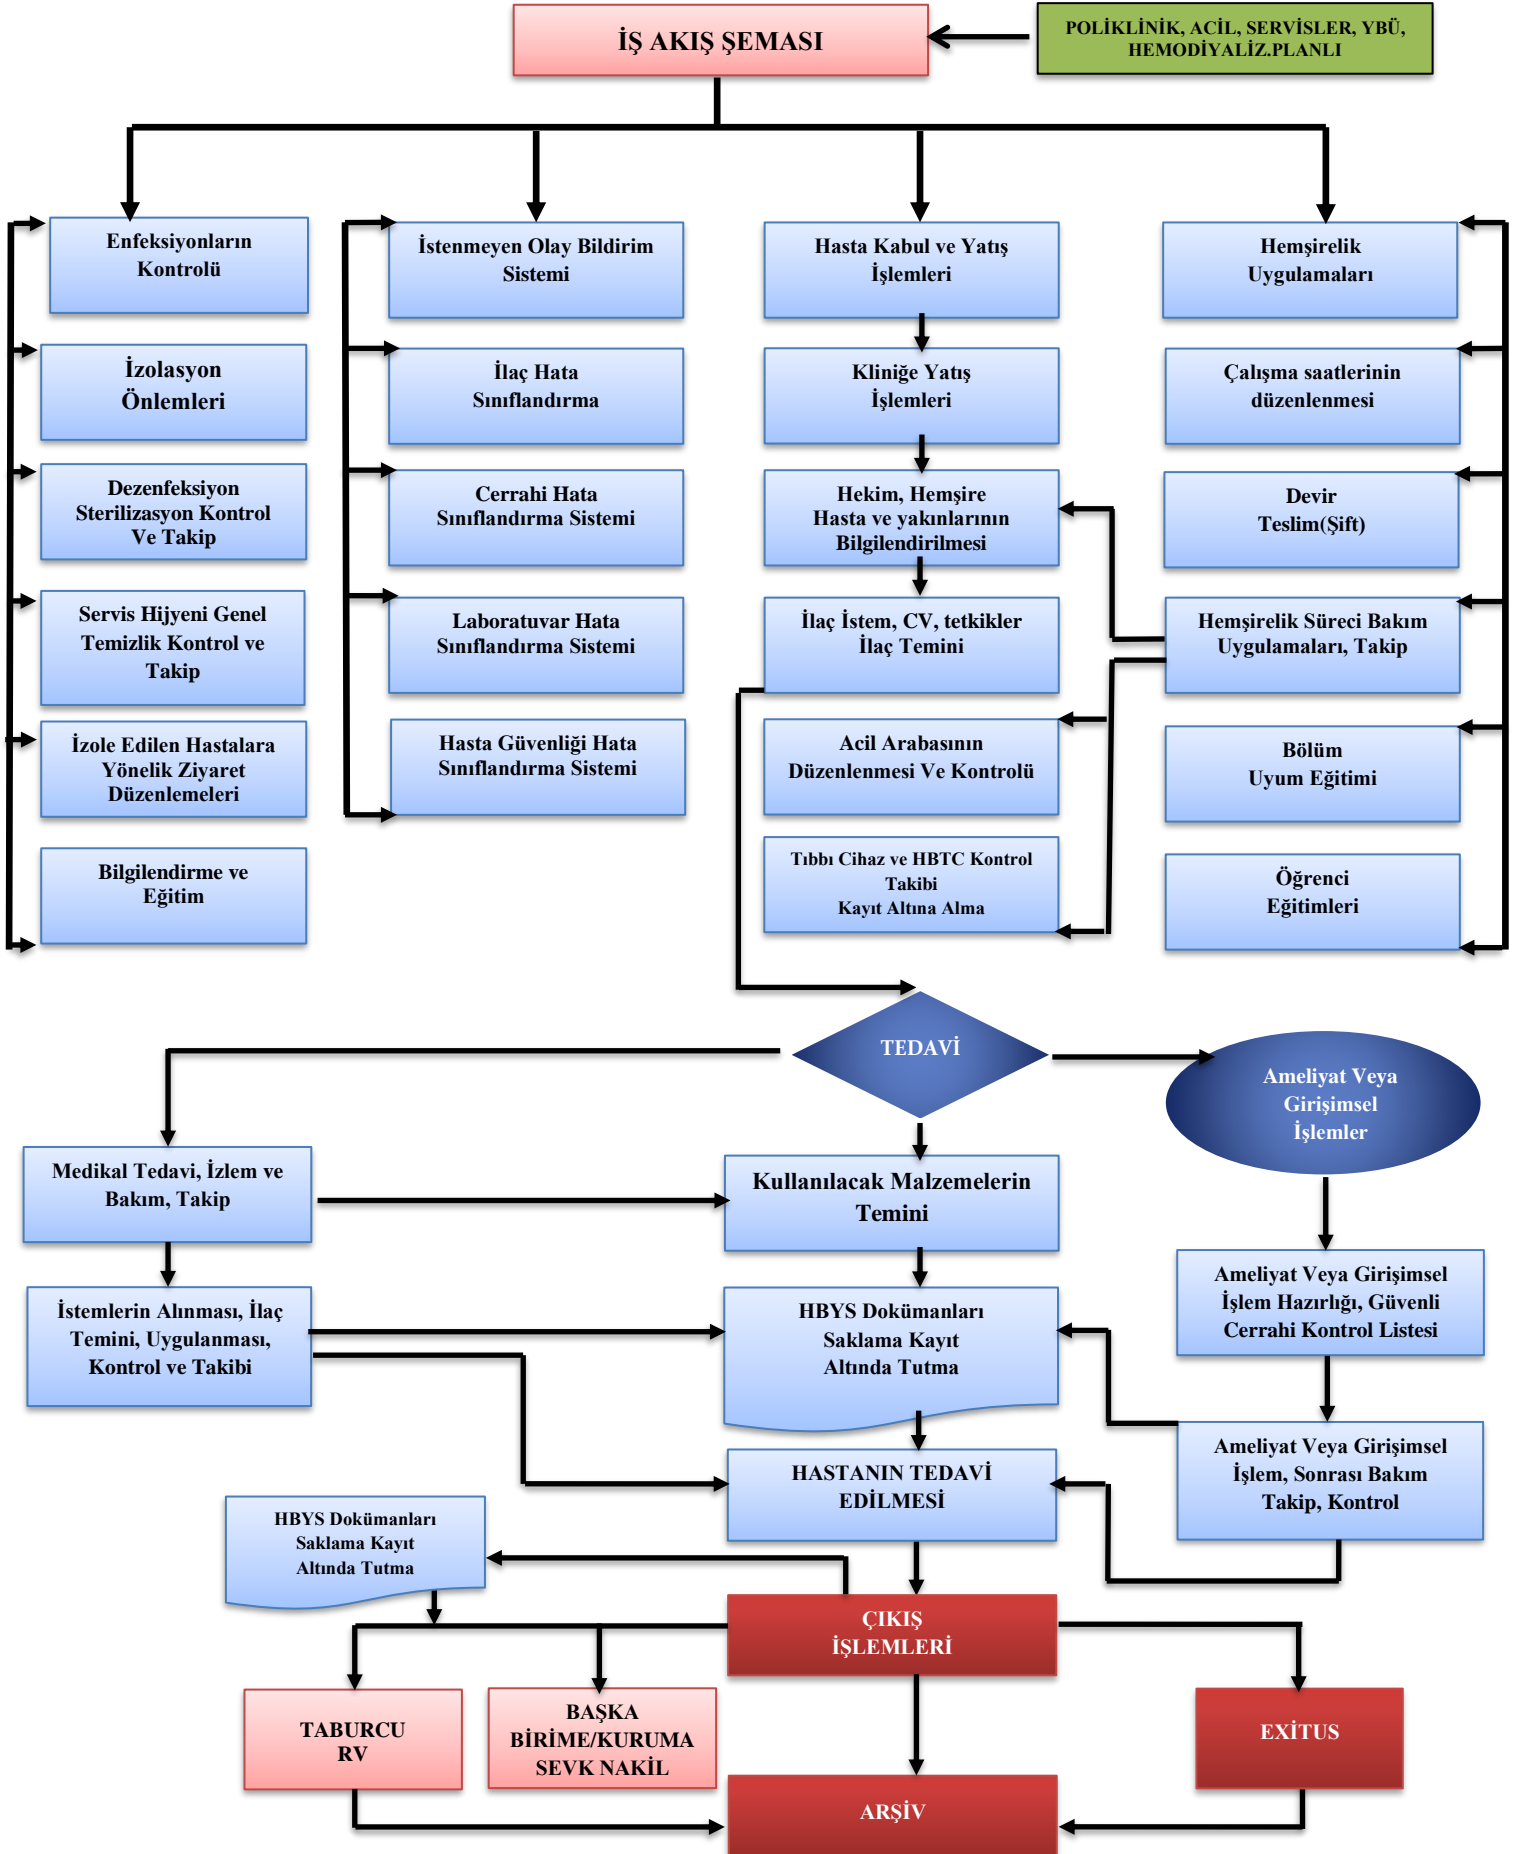 İŞ AKIŞ ŞEMASI
POLİKLİNİK, ACİL, SERVİSLER, YBÜ,
HEMODİYALİZ.PLANLI
Enfeksiyonların
Kontrolü
İstenmeyen Olay Bildirim
Sistemi
Hasta Kabul ve Yatış
İşlemleri
Hemşirelik
Uygulamaları
İzolasyon
Önlemleri
İlaç Hata
Sınıflandırma
Kliniğe Yatış
İşlemleri
Çalışma saatlerinin
düzenlenmesi
Dezenfeksiyon
Sterilizasyon Kontrol
Ve Takip
Cerrahi Hata
Sınıflandırma Sistemi
Hekim, Hemşire
Hasta ve yakınlarının
Bilgilendirilmesi
Devir
Teslim(Şift)
Servis Hijyeni Genel
Temizlik Kontrol ve
Takip
Laboratuvar Hata
Sınıflandırma Sistemi
İlaç İstem, CV, tetkikler
İlaç Temini
Hemşirelik Süreci Bakım
Uygulamaları, Takip
İzole Edilen Hastalara
Yönelik Ziyaret
Düzenlemeleri
Hasta Güvenliği Hata
Sınıflandırma Sistemi
Acil Arabasının
Düzenlenmesi Ve Kontrolü
Bölüm
Uyum Eğitimi
Bilgilendirme ve
Eğitim
Tıbbı Cihaz ve HBTC Kontrol
Takibi
Kayıt Altına Alma
Öğrenci
Eğitimleri
TEDAVİ
Ameliyat Veya
Girişimsel
İşlemler
Medikal Tedavi, İzlem ve
Bakım, Takip
Kullanılacak Malzemelerin
Temini
Ameliyat Veya Girişimsel
İşlem Hazırlığı, Güvenli
Cerrahi Kontrol Listesi
İstemlerin Alınması, İlaç
Temini, Uygulanması,
Kontrol ve Takibi
HBYS Dokümanları
Saklama Kayıt
Altında Tutma
Ameliyat Veya Girişimsel
İşlem, Sonrası Bakım
Takip, Kontrol
HASTANIN TEDAVİ
EDİLMESİ
HBYS Dokümanları
Saklama Kayıt
Altında Tutma
ÇIKIŞ
İŞLEMLERİ
TABURCU
RV
BAŞKA
BİRİME/KURUMA
SEVK NAKİL
EXİTUS
ARŞİV